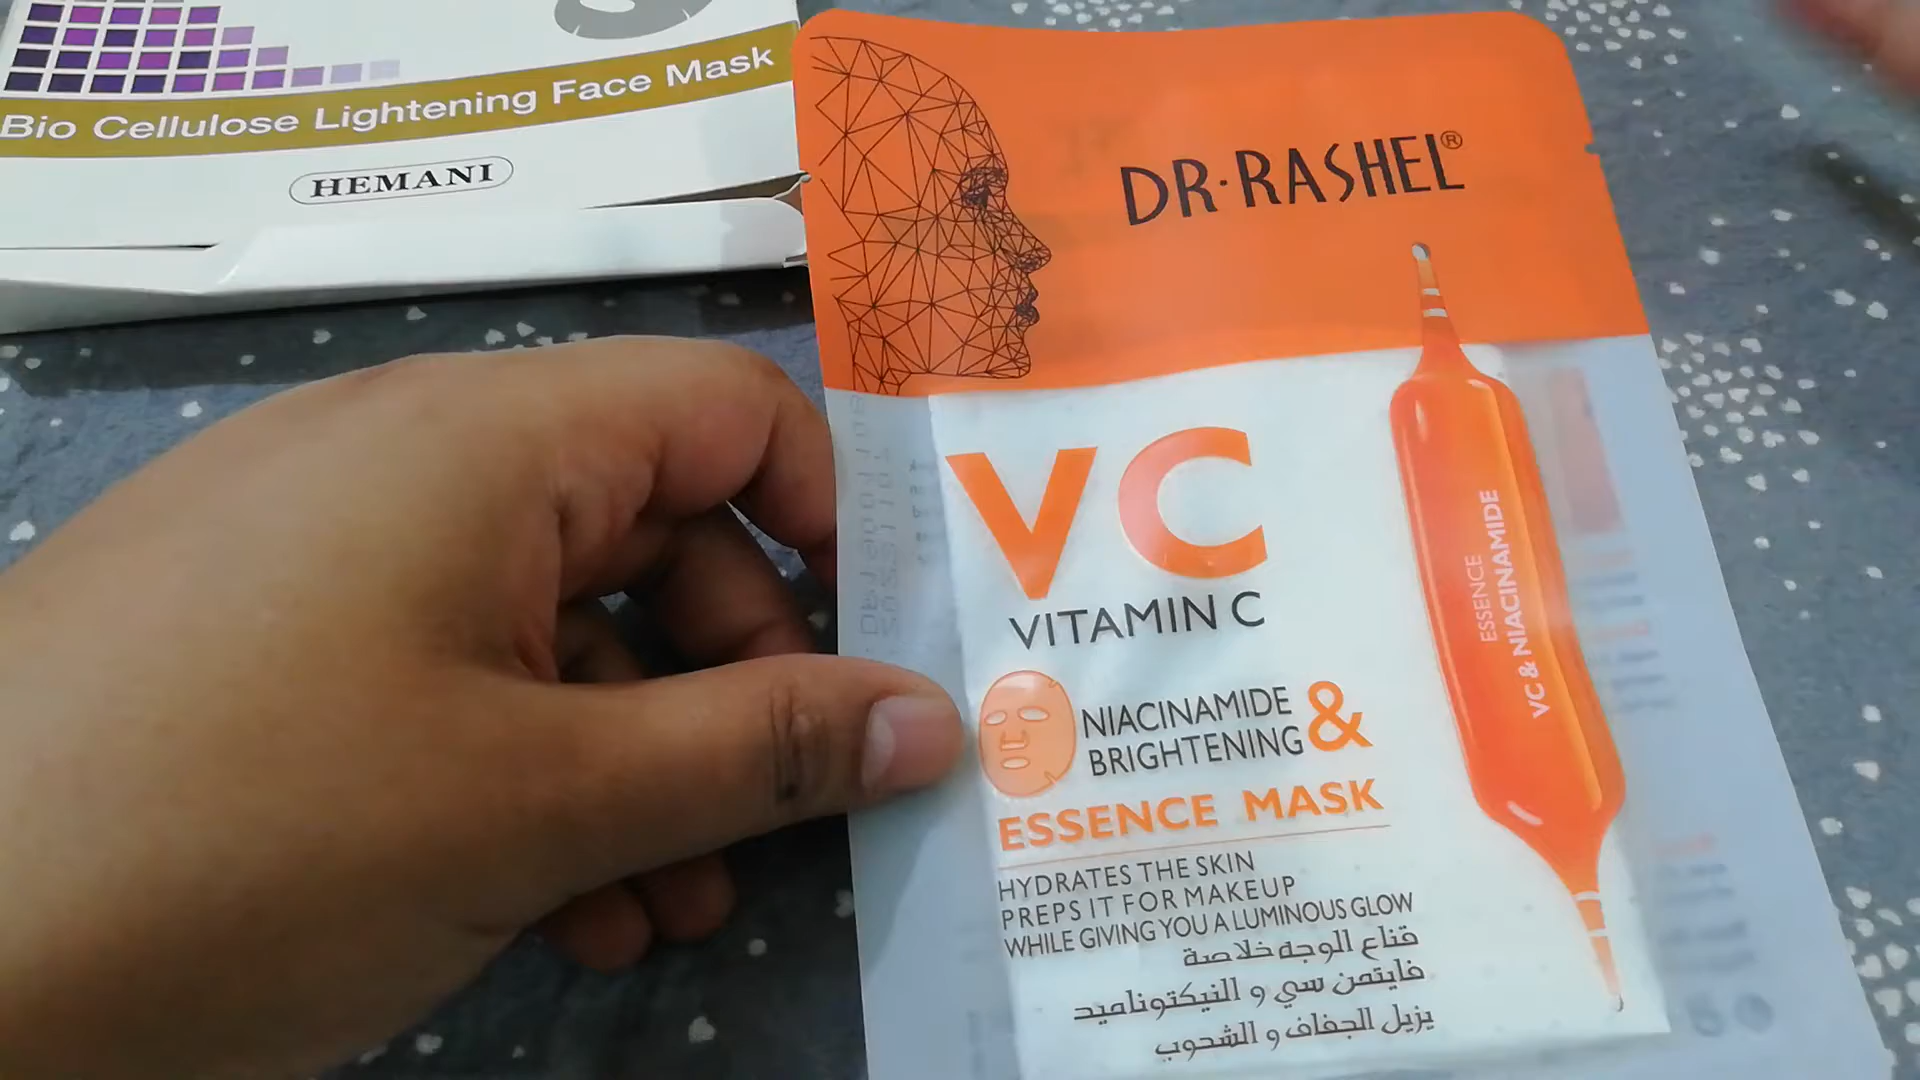 Bio Cellulose Lightening Face Mask
HEMANI
DR·RASHEL®
VC
VITAMIN C
NIACINAMIDE
BRIGHTENING &
ESSENCE MASK
HYDRATES THE SKIN
PREPS IT FOR MAKEUP
WHILE GIVING YOU A LUMINOUS GLOW
قناع الوجه خلاصة
فايتمن سي و النيكتوناميد
يزيل الجفاف و الشحوب
ESSENCE
VC & NIACINAMIDE